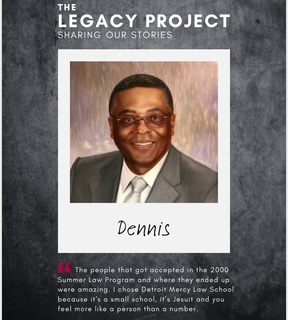 THE
LEGACY PROJECT
SHARING OUR STORIES
Dennis
“ The people that got accepted in the 2000
Summer Law Program and where they ended up
were amazing. I chose Detroit Mercy Law School
because it's a small school, it's Jesuit and you
feel more like a person than a number.